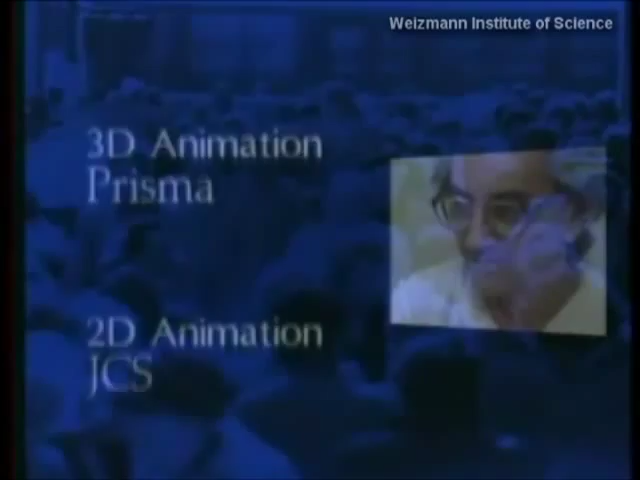 Weizmann Institute of Science
3D Animation
Prisma
2D Animation
JCS